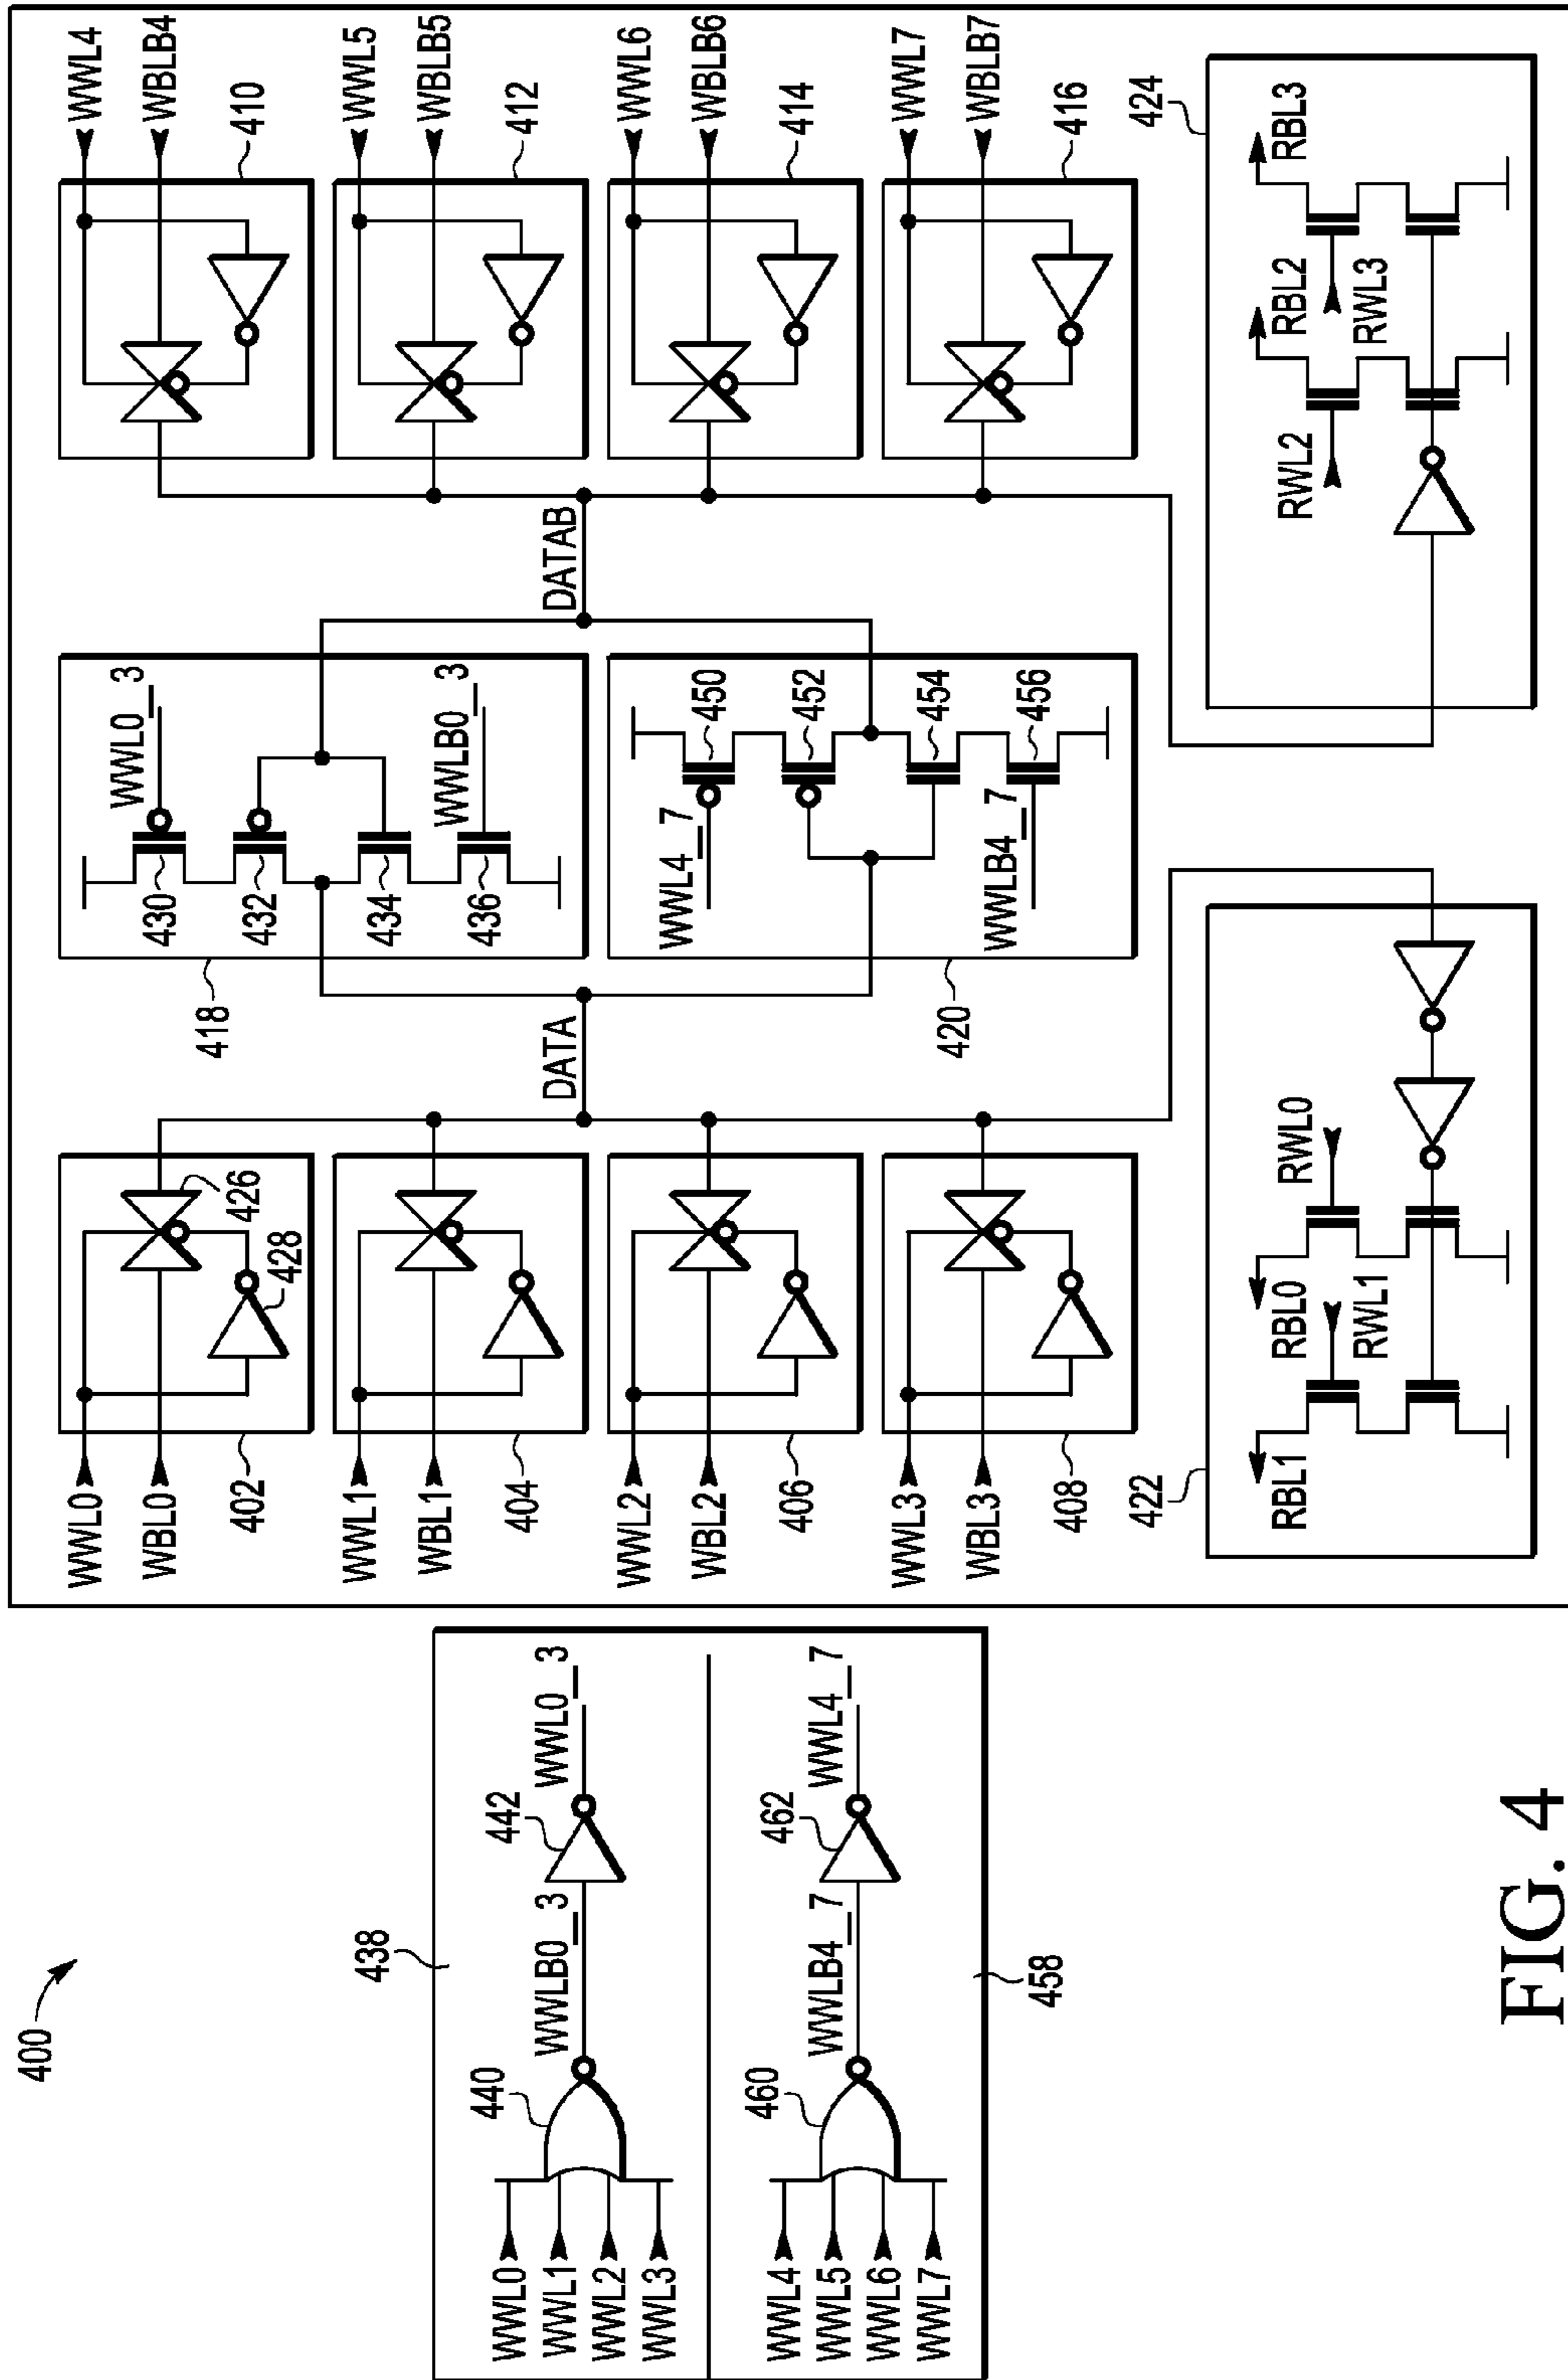 400
438
WWL0
WWL1
WWL2
WWL3
440
WWLB0_3
442
WWL0_3
WWL4
WWL5
WWL6
WWL7
460
WWLB4_7
462
WWL4_7
458
WWL0
WBL0
402
426
428
WWL1
WBL1
404
WWL2
WBL2
406
WWL3
WBL3
408
DATA
418
430
432
434
436
WWL0_3
WWLB0_3
420
WWL4_7
WWLB4_7
450
452
454
456
DATAB
WWL4
WBLB4
410
WWL5
WBLB5
412
WWL6
WBLB6
414
WWL7
WBLB7
416
422
RBL1
RBL0
RWL1
RWL0
424
RWL2
RBL2
RWL3
RBL3
FIG. 4